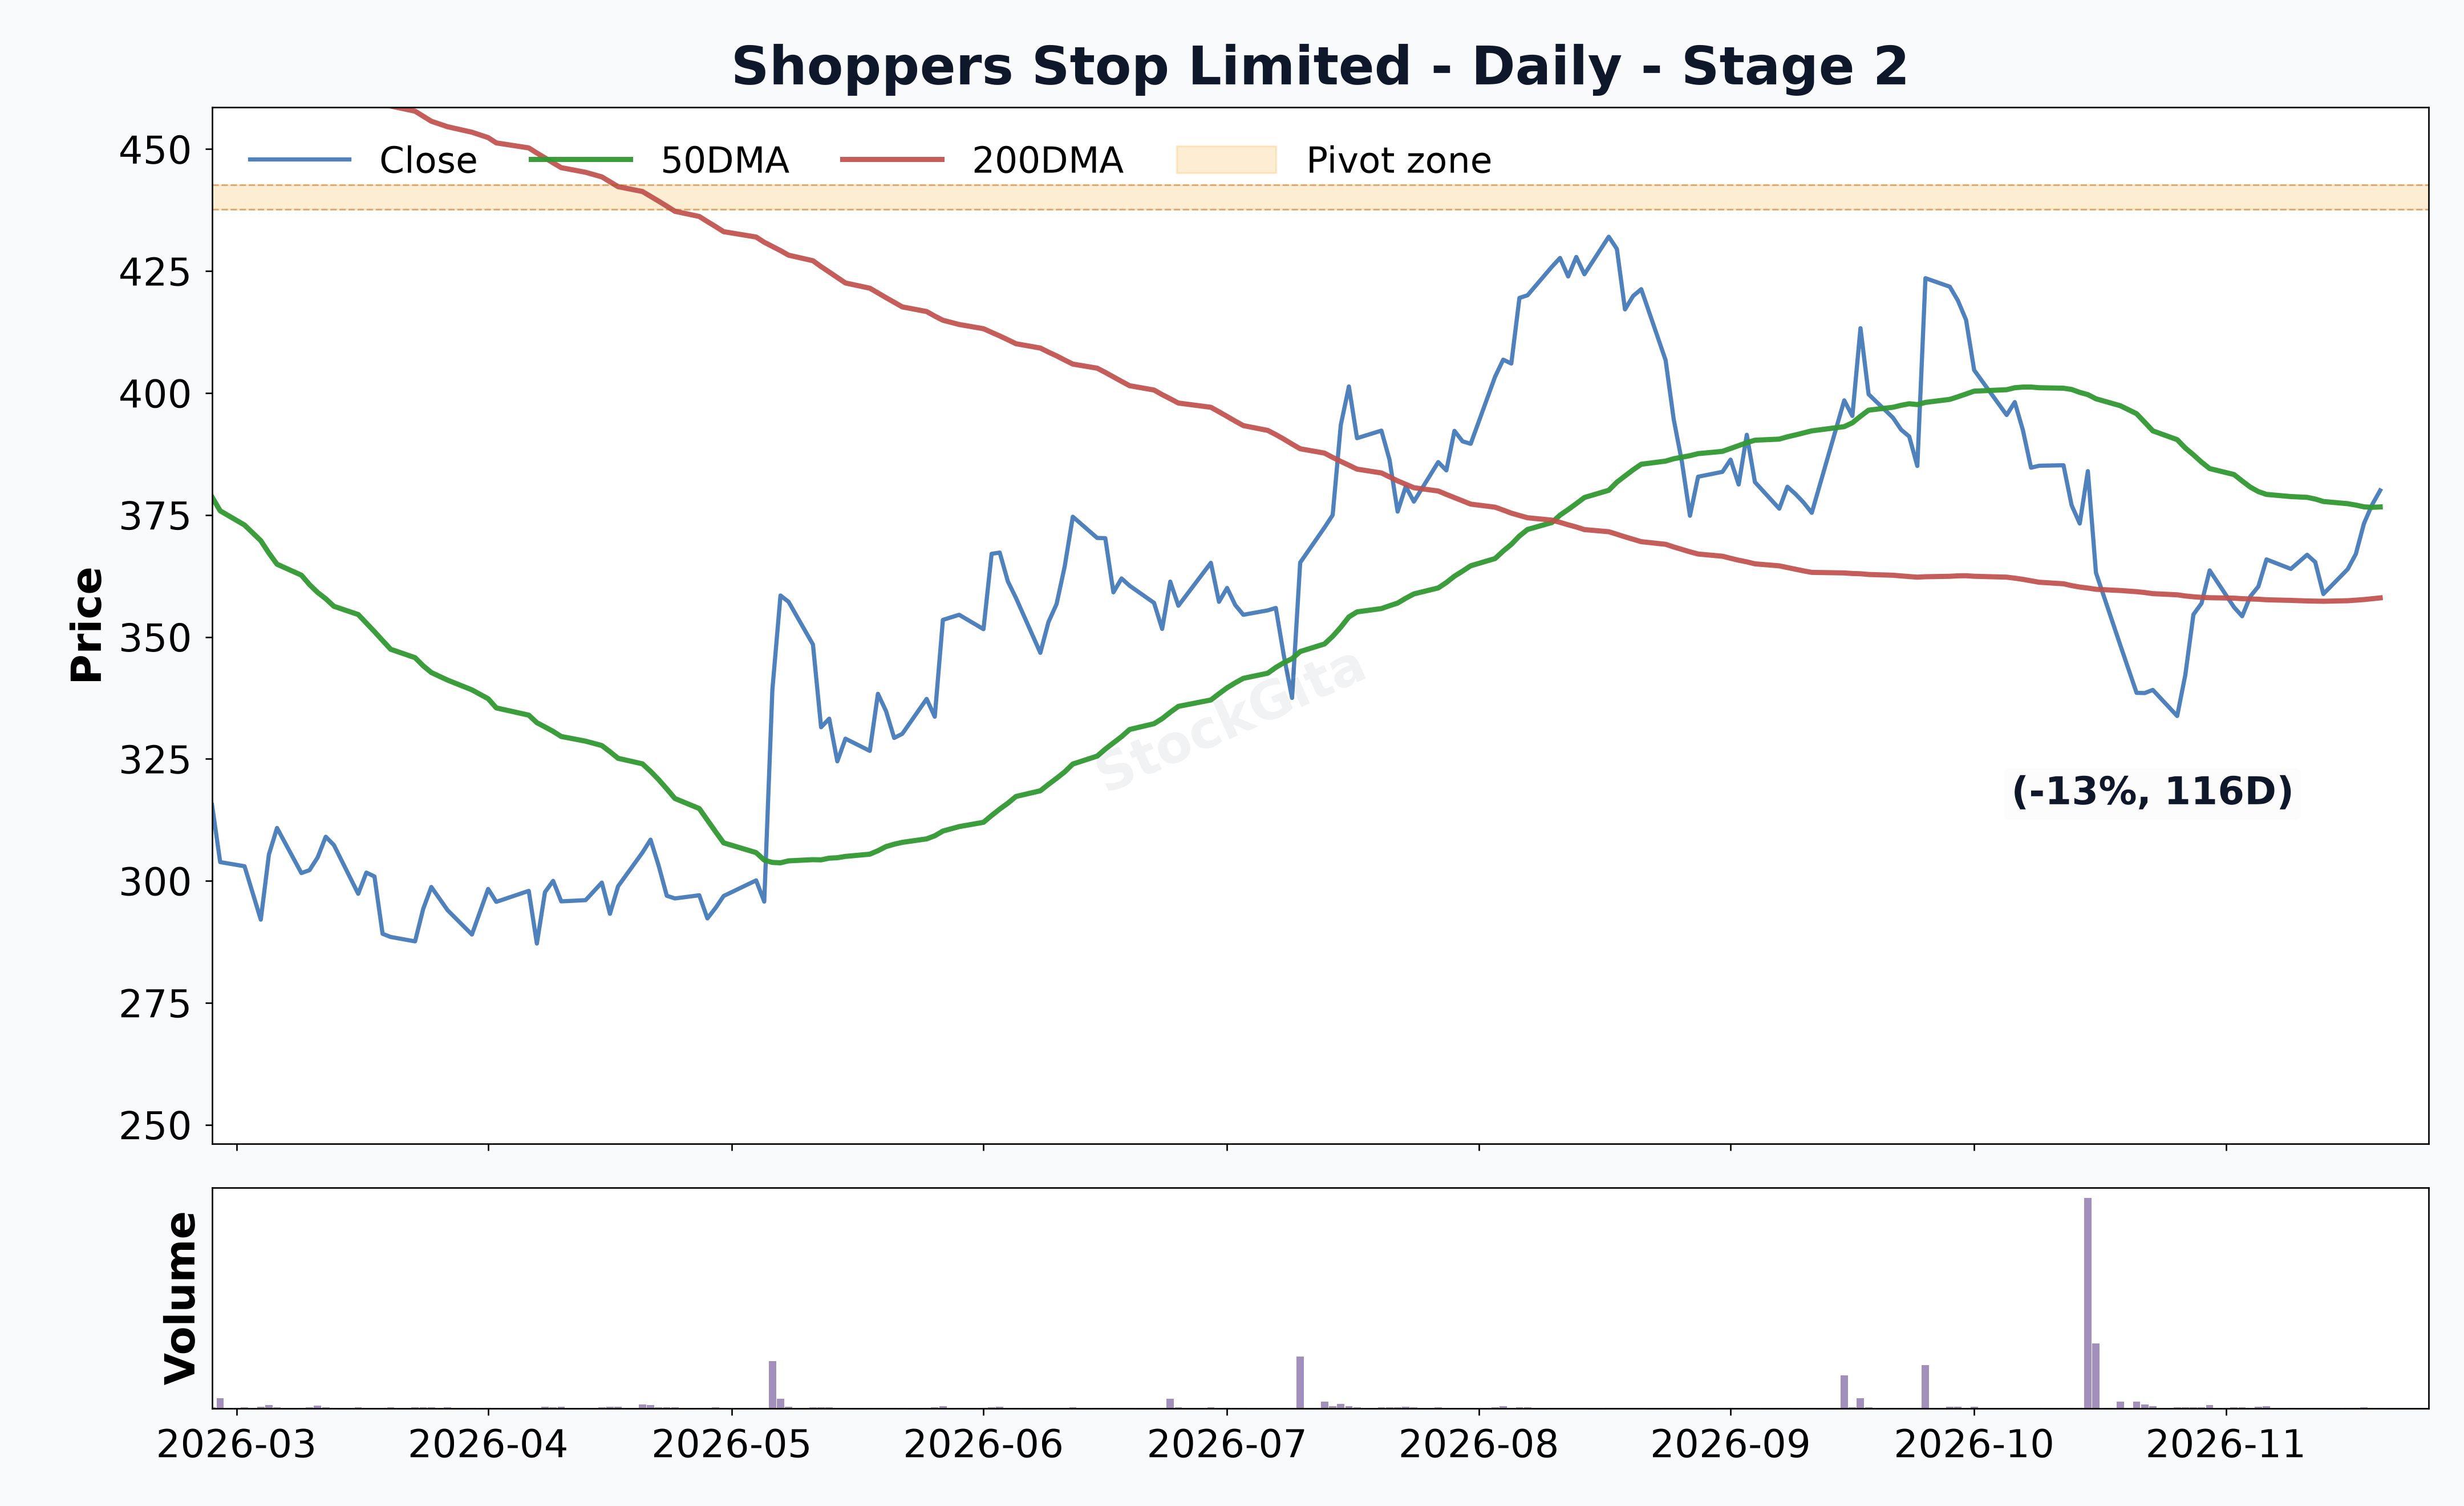 Shoppers Stop Limited - Daily - Stage 2
Close 50DMA 200DMA Pivot zone
450
425
400
375
350
325
300
275
250
Price
StockGita
(-13%, 116D)
Volume
2026-03 2026-04 2026-05 2026-06 2026-07 2026-08 2026-09 2026-10 2026-11